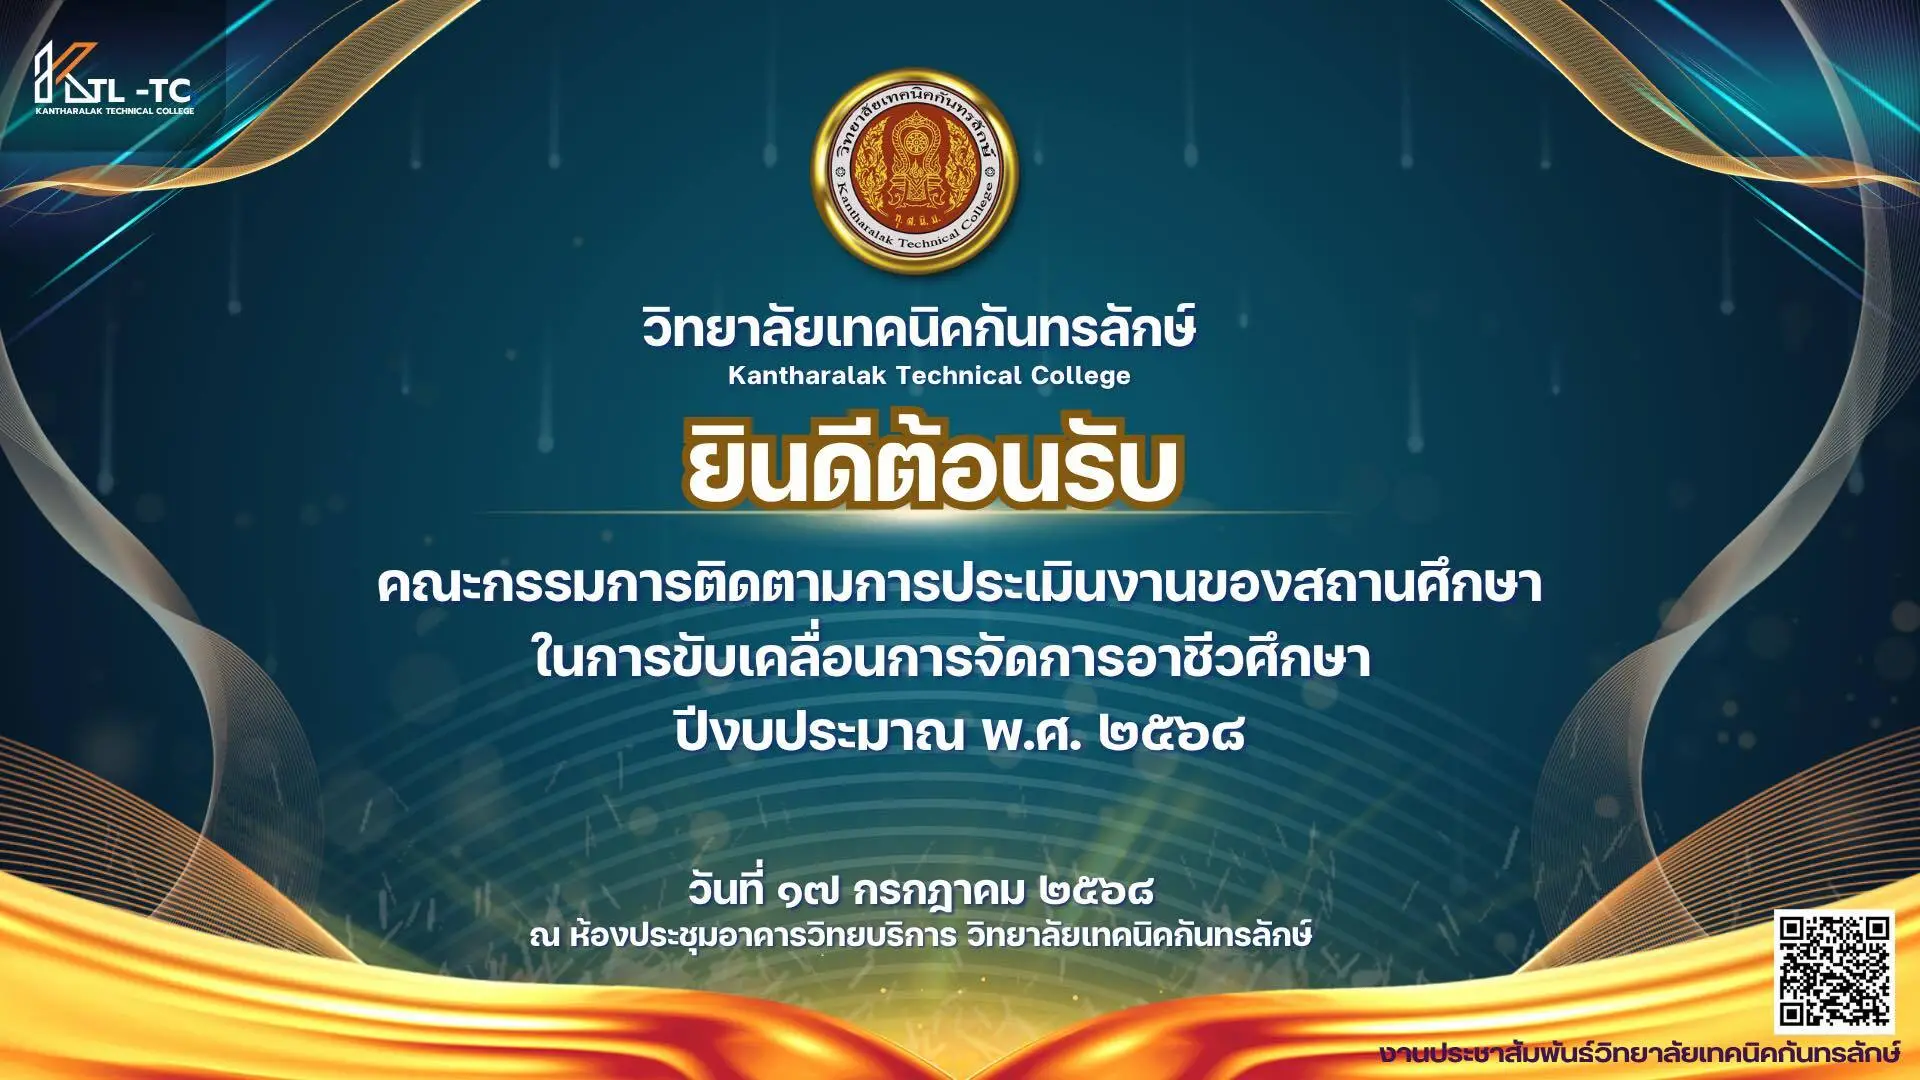 KTL -TC
KANTHARALAK TECHNICAL COLLEGE
วิทยาลัยเทคนิคกันทรลักษ์
ทุ. ส. นิ. ม.
Kantharalak Technical College
วิทยาลัยเทคนิคกันทรลักษ์
Kantharalak Technical College
ยินดีต้อนรับ
คณะกรรมการติดตามการประเมินงานของสถานศึกษา
ในการขับเคลื่อนการจัดการอาชีวศึกษา
ปีงบประมาณ พ.ศ. ๒๕๖๘
วันที่ ๑๗ กรกฎาคม ๒๕๖๘
ณ ห้องประชุมอาคารวิทยบริการ วิทยาลัยเทคนิคกันทรลักษ์
งานประชาสัมพันธ์วิทยาลัยเทคนิคกันทรลักษ์